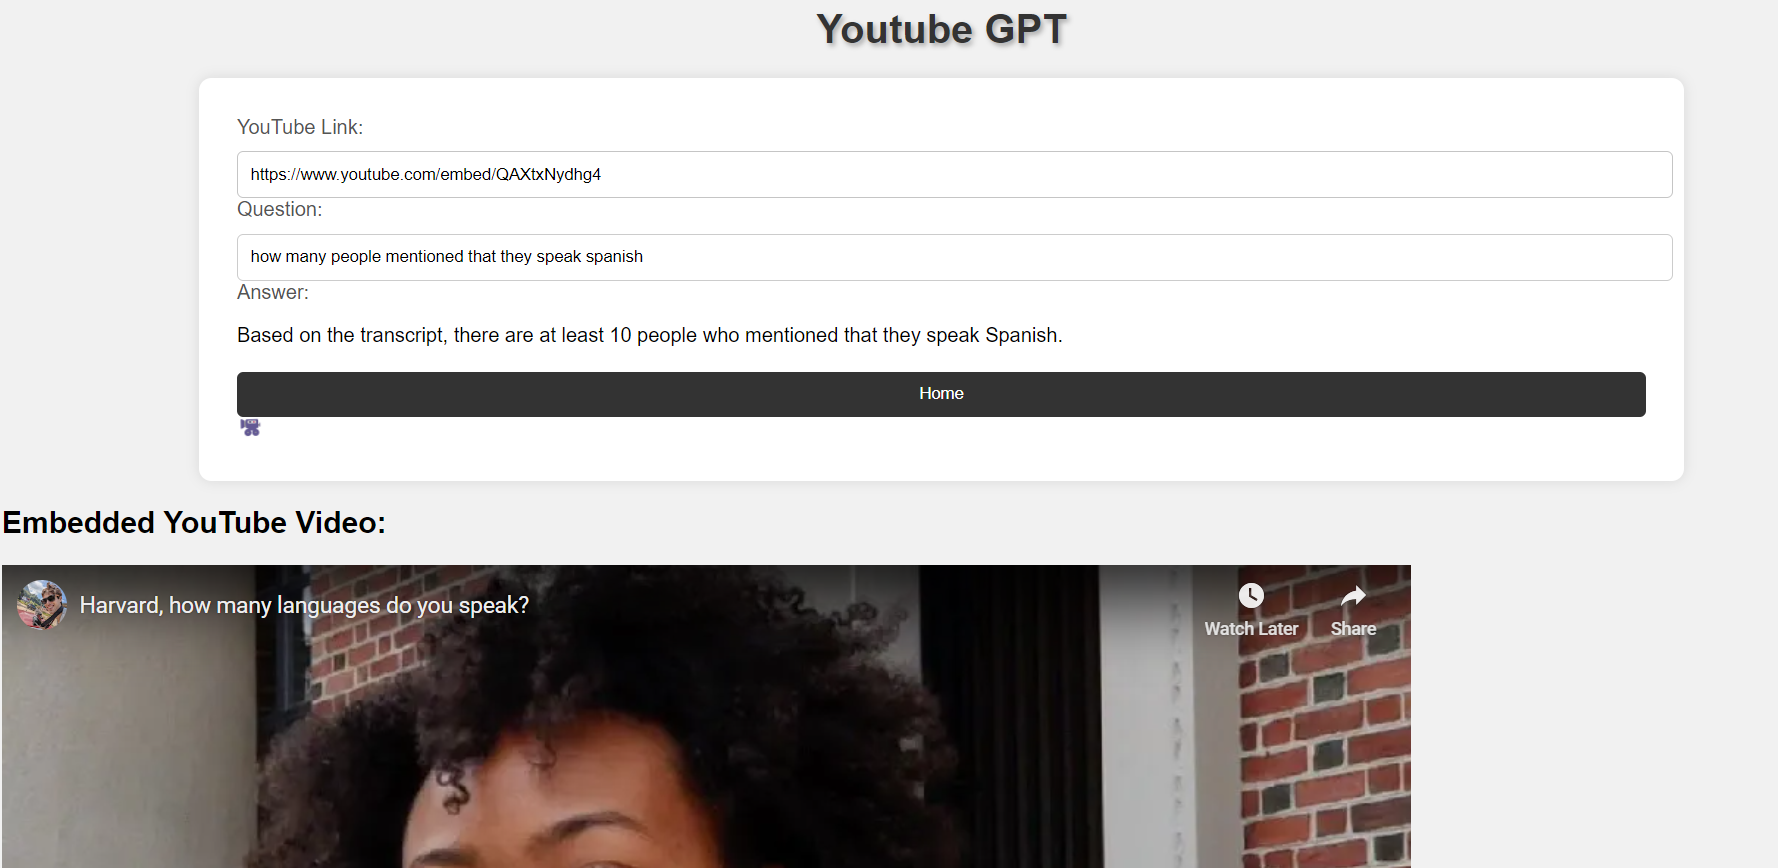 Youtube GPT
YouTube Link:
https://www.youtube.com/embed/QAXtxNydhg4
Question:
how many people mentioned that they speak spanish
Answer:
Based on the transcript, there are at least 10 people who mentioned that they speak Spanish.
Home
Embedded YouTube Video:
Harvard, how many languages do you speak?
Watch Later
Share